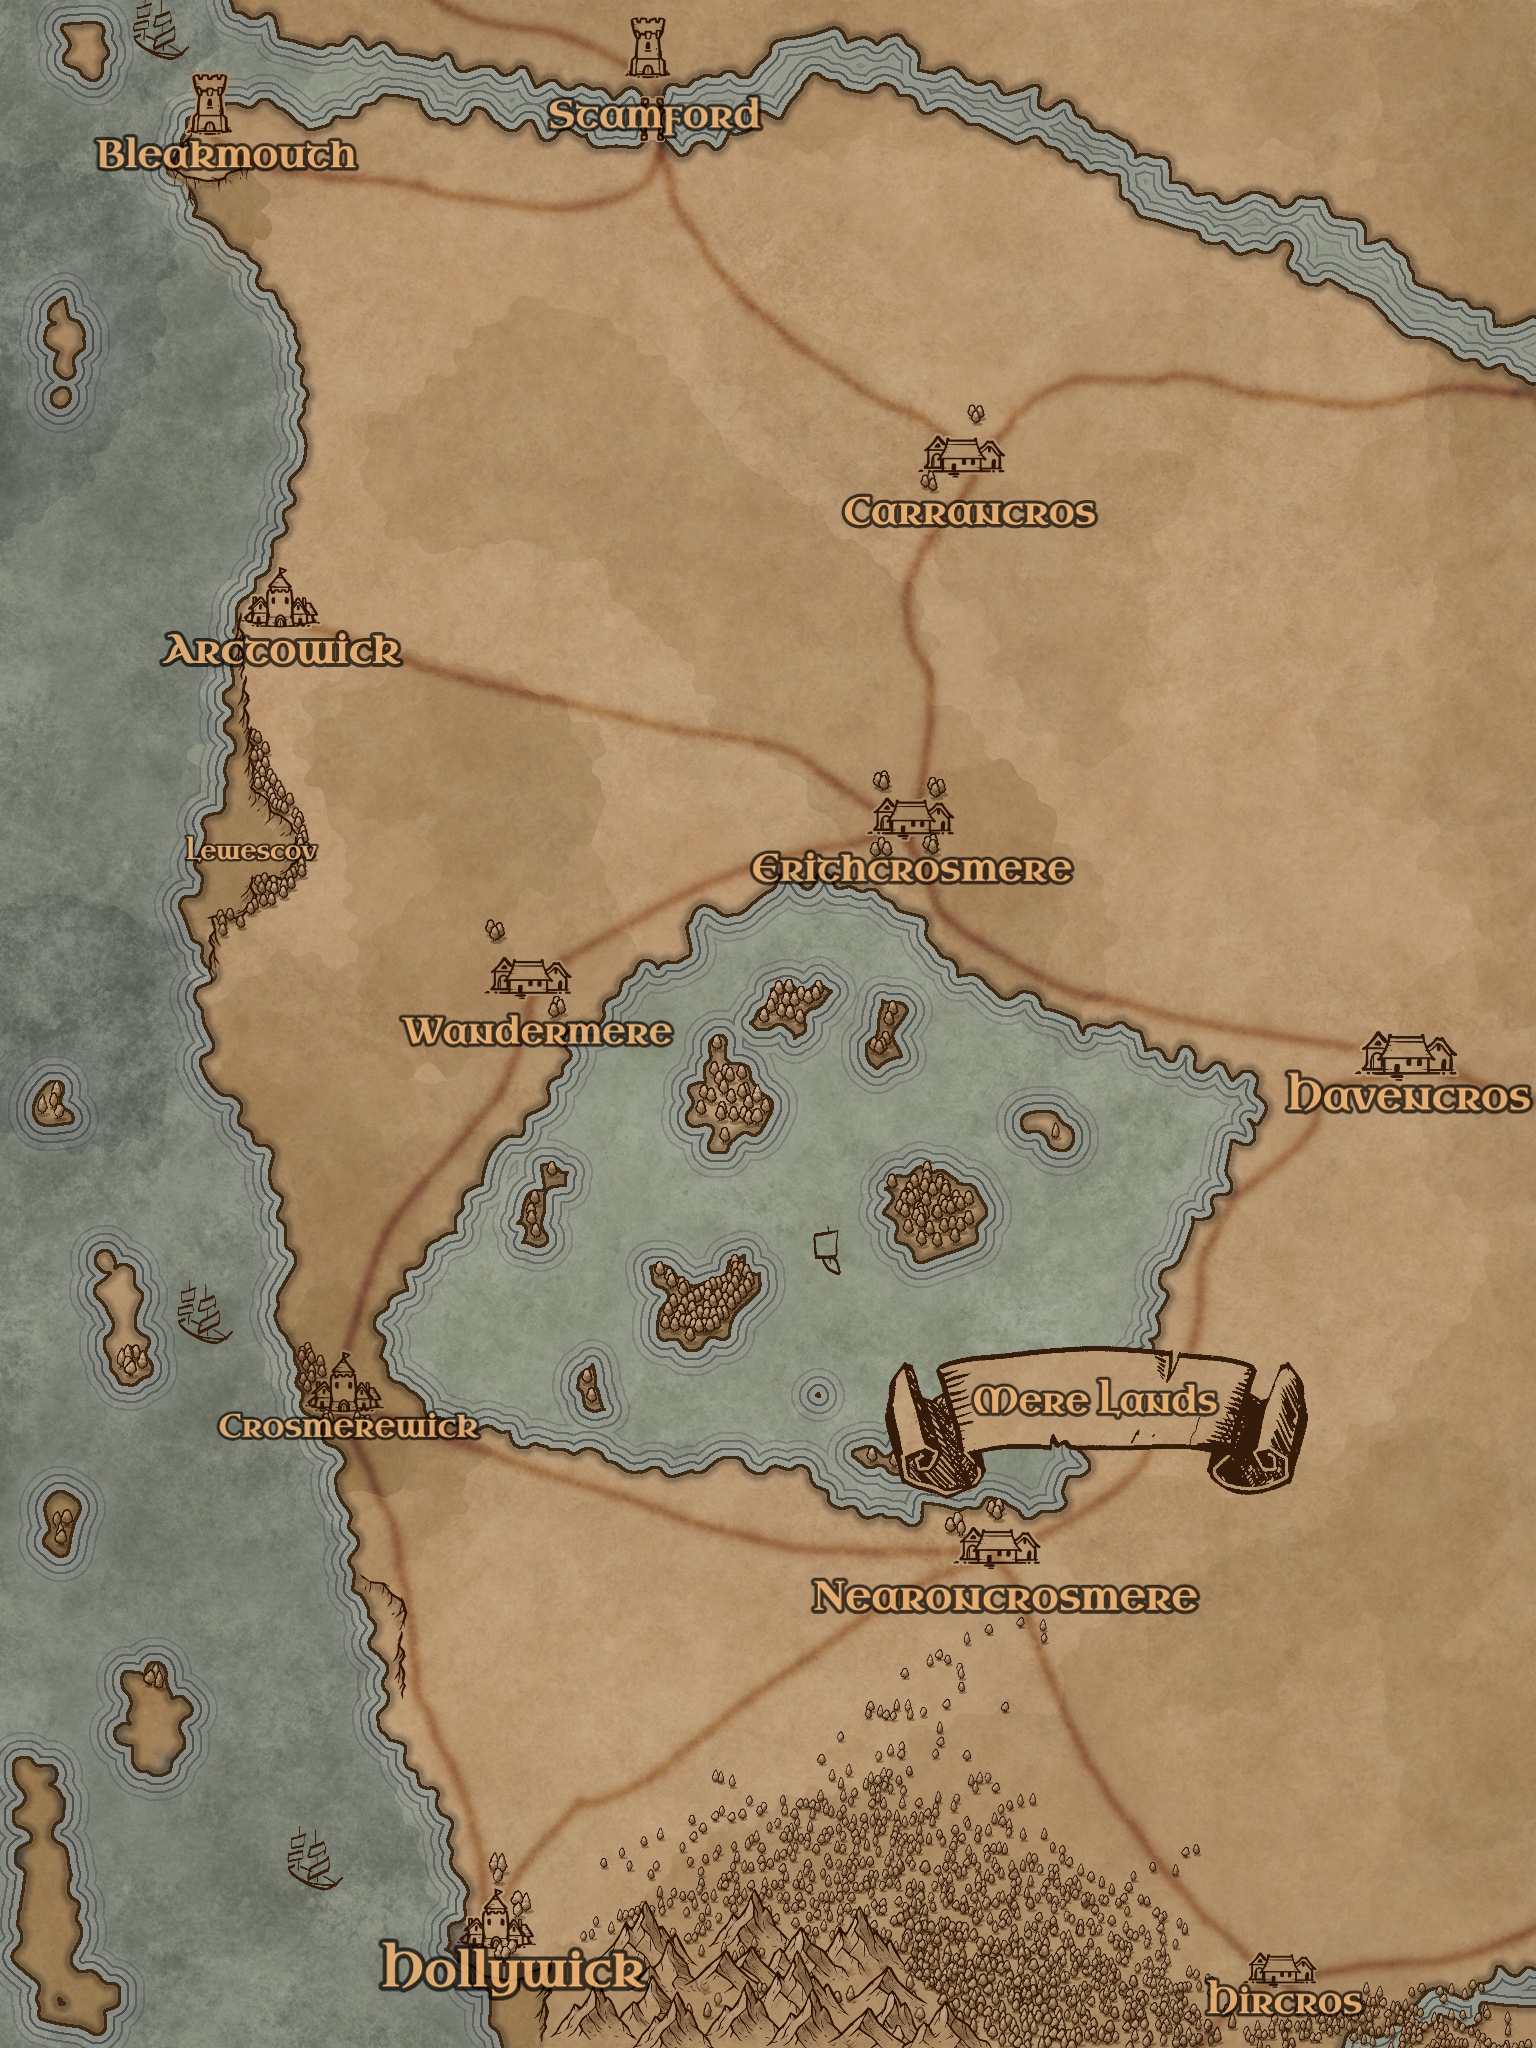 Stamford
Bleakmouth
Carrancros
Arctowick
Lewescov
Erithcrosmere
Wandermere
Havencros
Mere Lands
Crosmerewick
Nearoncrosmere
Hollywick
Hircros